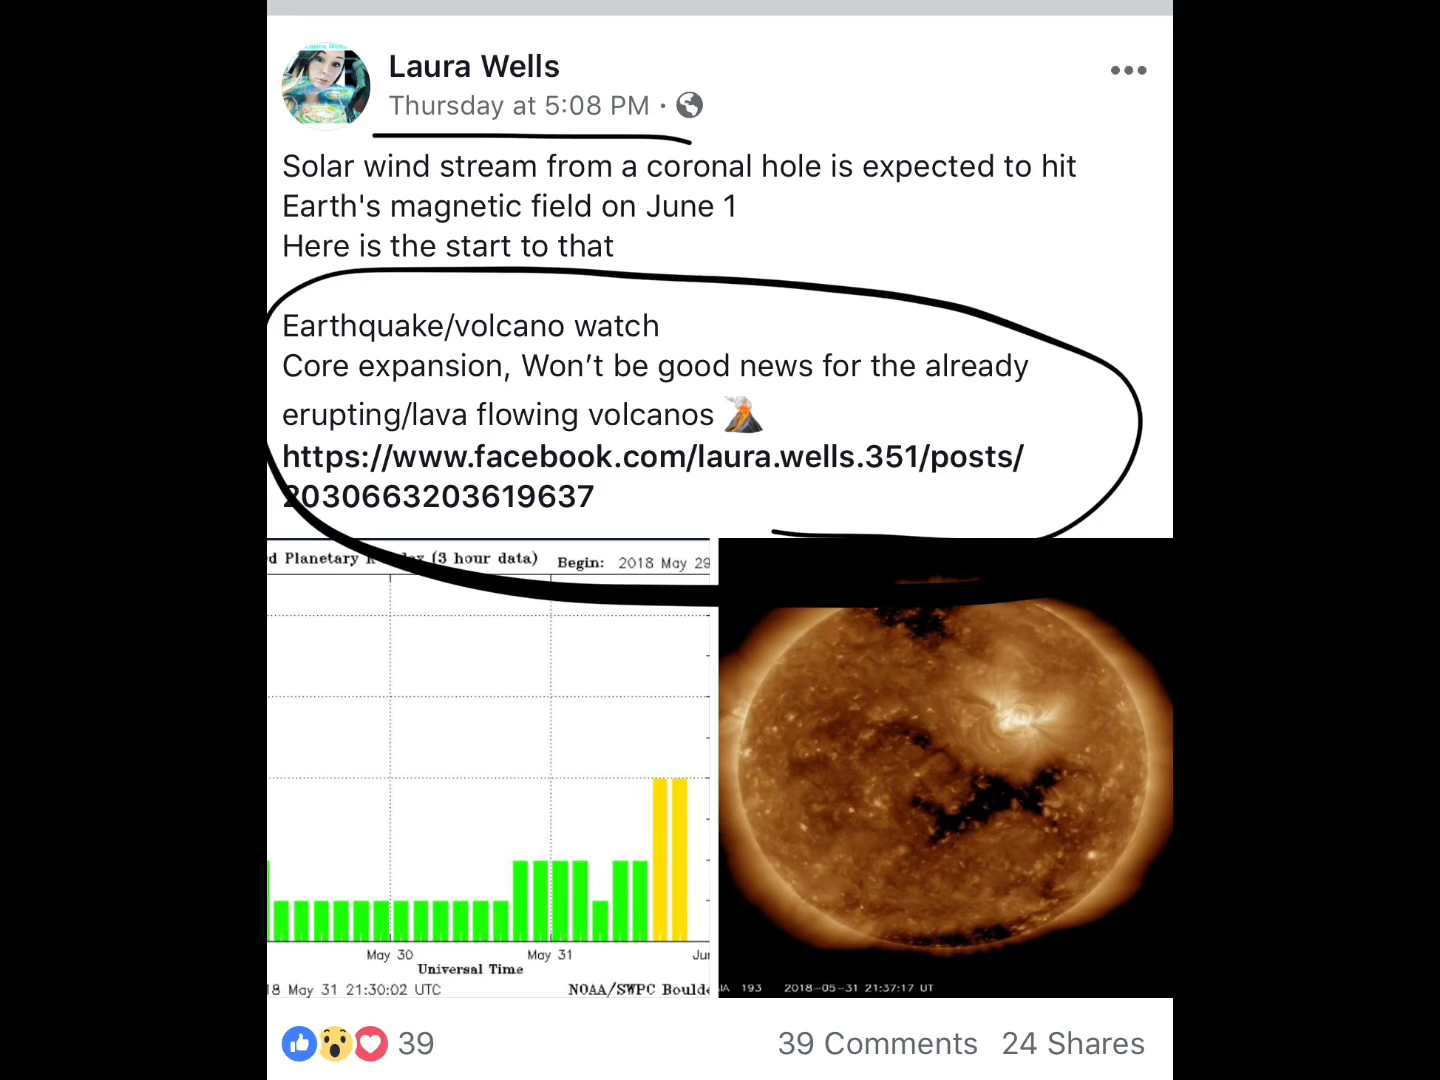 Laura Wells
Thursday at 5:08 PM ·
Solar wind stream from a coronal hole is expected to hit
Earth's magnetic field on June 1
Here is the start to that
Earthquake/volcano watch
Core expansion, Won’t be good news for the already
erupting/lava flowing volcanos
https://www.facebook.com/laura.wells.351/posts/
2030663203619637
d Planetary (3 hour data) Begin: 2018 May 29
May 30 May 31
Universal Time
18 May 31 21:30:02 UTC NOAA/SWPC
193 2018-05-31 21:37:17 UT
39 39 Comments 24 Shares